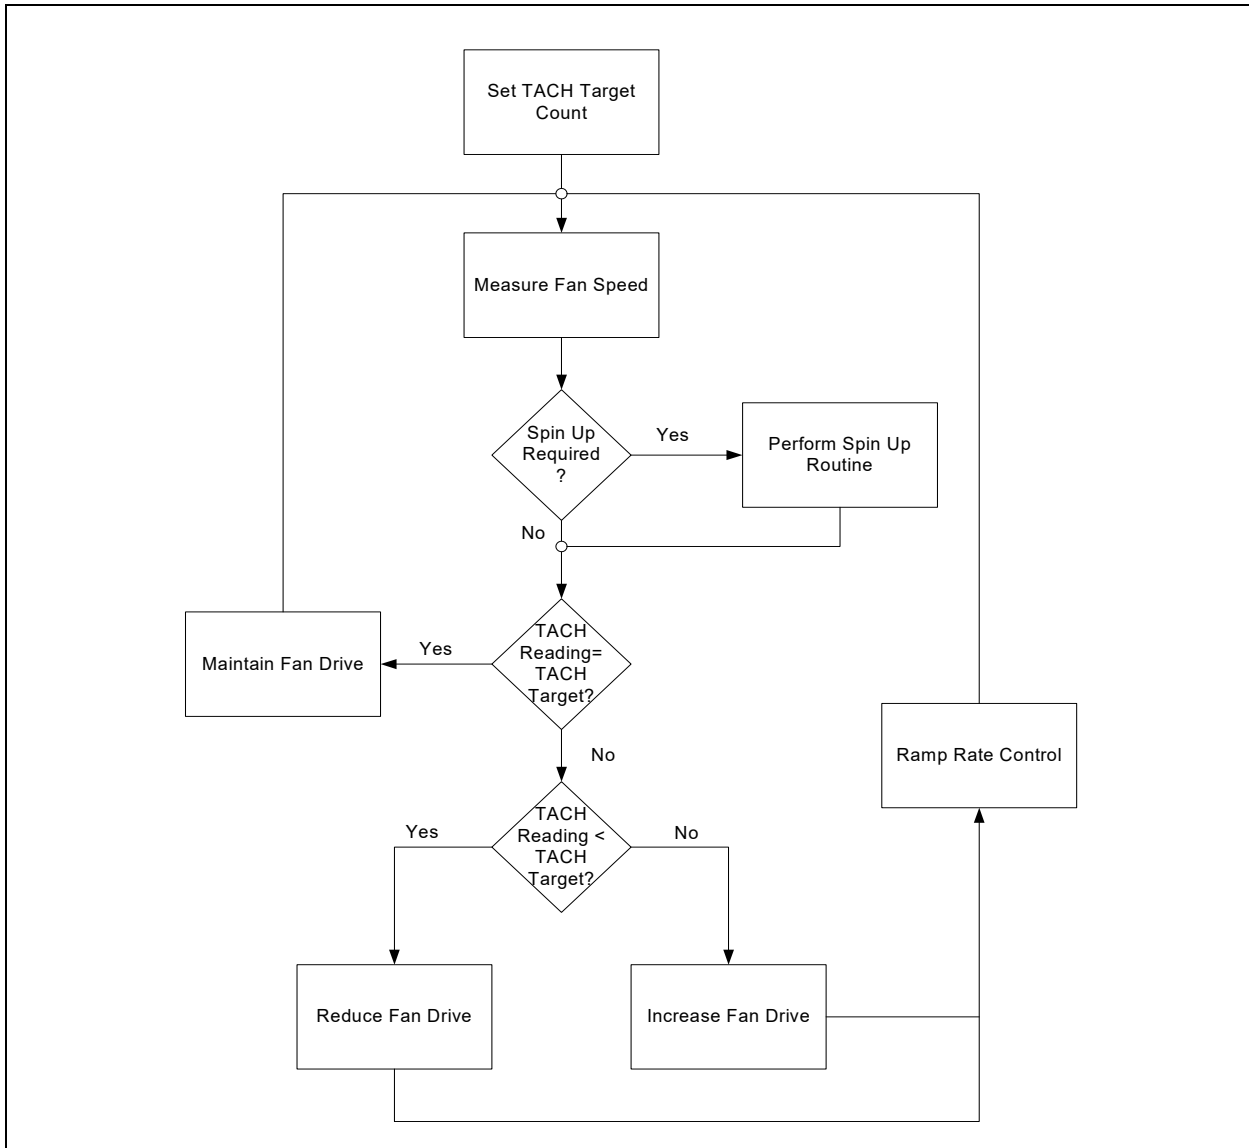 Set TACH Target
Count
Measure Fan Speed
Spin Up
Required
?
Yes
Perform Spin Up
Routine
No
TACH
Reading=
TACH
Target?
Yes
Maintain Fan Drive
No
Ramp Rate Control
TACH
Reading <
TACH
Target?
Yes
No
Reduce Fan Drive
Increase Fan Drive